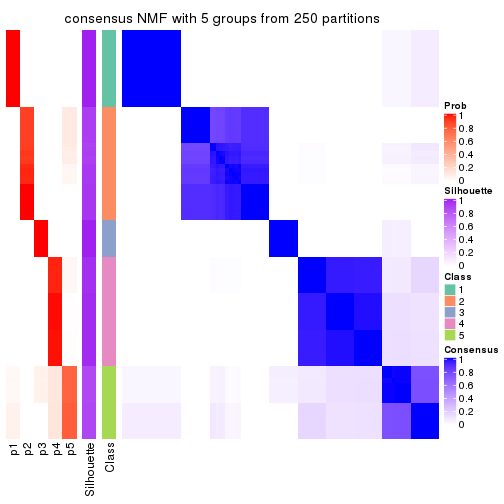 consensus NMF with 5 groups from 250 partitions
Prob
1
0.8
0.6
0.4
0.2
0
Silhouette
1
0.8
0.6
0.4
0.2
0
Class
1
2
3
4
5
Consensus
1
0.8
0.6
0.4
0.2
0
p1
p2
p3
p4
p5
Silhouette
Class